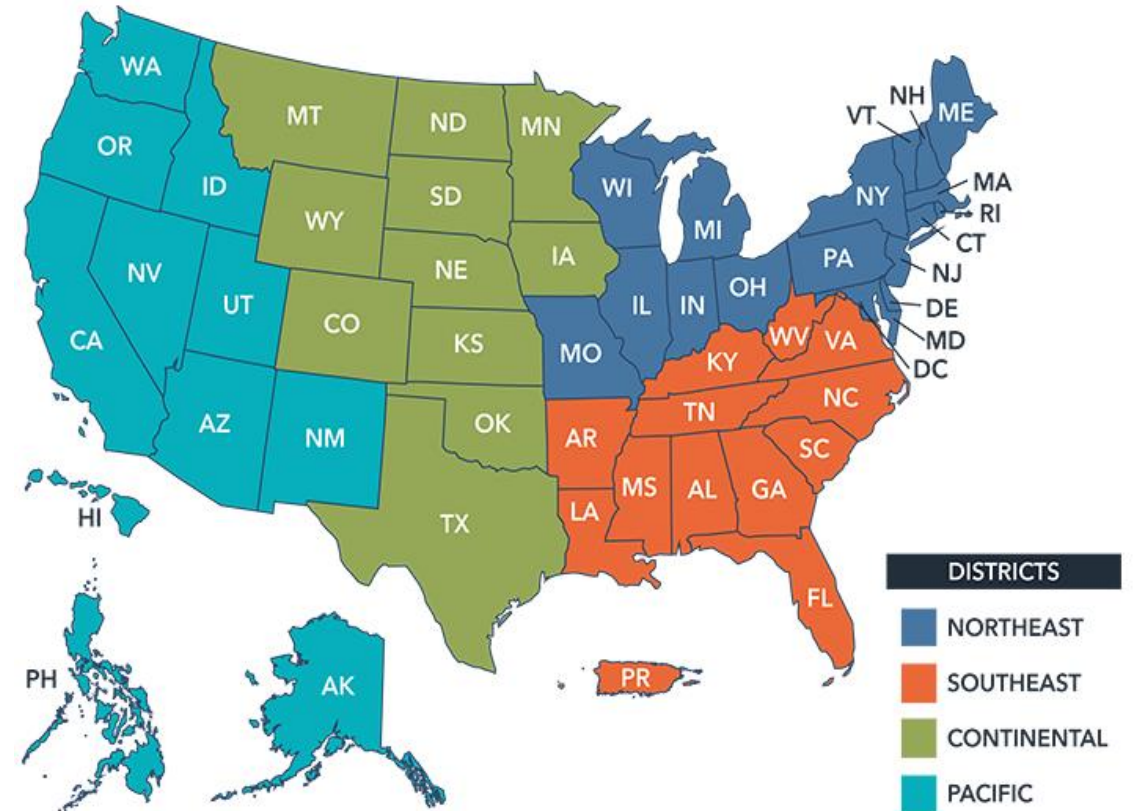 WA
OR
ID
MT
ND
MN
WY
SD
NE
IA
NV
UT
CO
KS
CA
AZ
NM
OK
TX
WI
MI
IL
IN
OH
MO
NY
PA
VT
NH
ME
MA
RI
CT
NJ
DE
MD
DC
KY
WV
VA
TN
NC
AR
SC
MS
AL
GA
LA
FL
HI
PH
AK
PR
DISTRICTS
NORTHEAST
SOUTHEAST
CONTINENTAL
PACIFIC